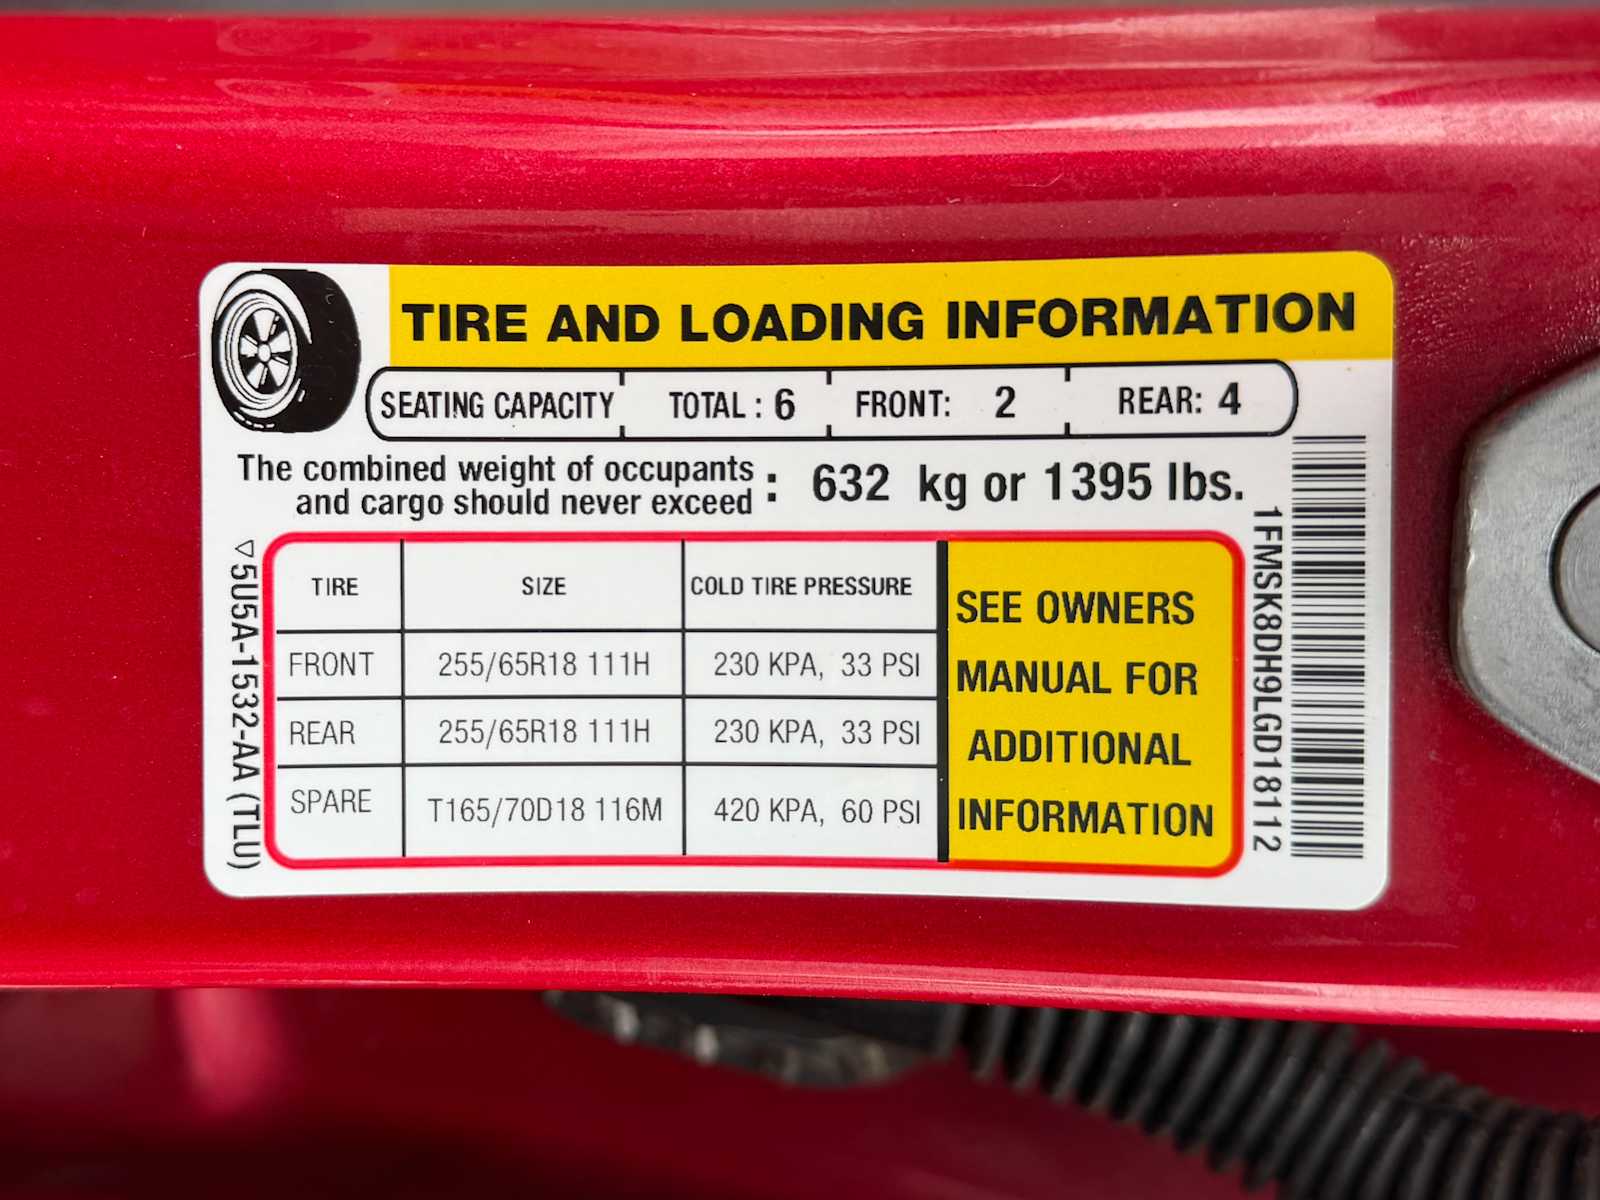 TIRE AND LOADING INFORMATION
SEATING CAPACITY TOTAL : 6 FRONT: 2 REAR: 4
The combined weight of occupants
and cargo should never exceed : 632 kg or 1395 lbs.
TIRE SIZE COLD TIRE PRESSURE
FRONT 255/65R18 111H 230 KPA, 33 PSI
REAR 255/65R18 111H 230 KPA, 33 PSI
SPARE T165/70D18 116M 420 KPA, 60 PSI
SEE OWNERS
MANUAL FOR
ADDITIONAL
INFORMATION
5U5A-1532-AA (TLU)
1FMSK8DH9LGD18112